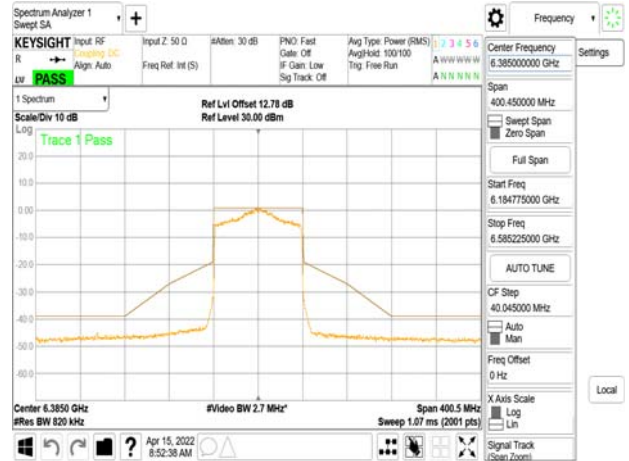 Spectrum Analyzer 1
Swept SA
+
Frequency
KEYSIGHT
Input: RF
Coupling: DC
Align: Auto
Input Z: 50 Ω
Freq Ref: Int (S)
#Atten: 30 dB
PNO: Fast
Gate: Off
IF Gain: Low
Sig Track: Off
Avg Type: Power (RMS)
Avg|Hold: 100/100
Trig: Free Run
1 2 3 4 5 6
A W W W W W
A N N N N N
R
LV PASS
Center Frequency
6.385000000 GHz
Settings
1 Spectrum
Scale/Div 10 dB
Ref Lvl Offset 12.78 dB
Ref Level 30.00 dBm
Span
400.450000 MHz
Swept Span
Zero Span
Full Span
Log
Trace 1 Pass
20.0
10.0
0.00
-10.0
-20.0
-30.0
-40.0
-50.0
-60.0
Start Freq
6.184775000 GHz
Stop Freq
6.585225000 GHz
AUTO TUNE
CF Step
40.045000 MHz
Auto
Man
Freq Offset
0 Hz
X Axis Scale
Log
Lin
Local
Signal Track
(Span Zoom)
Center 6.3850 GHz
#Video BW 2.7 MHz*
Span 400.5 MHz
#Res BW 820 kHz
Sweep 1.07 ms (2001 pts)
?
Apr 15, 2022
8:52:38 AM